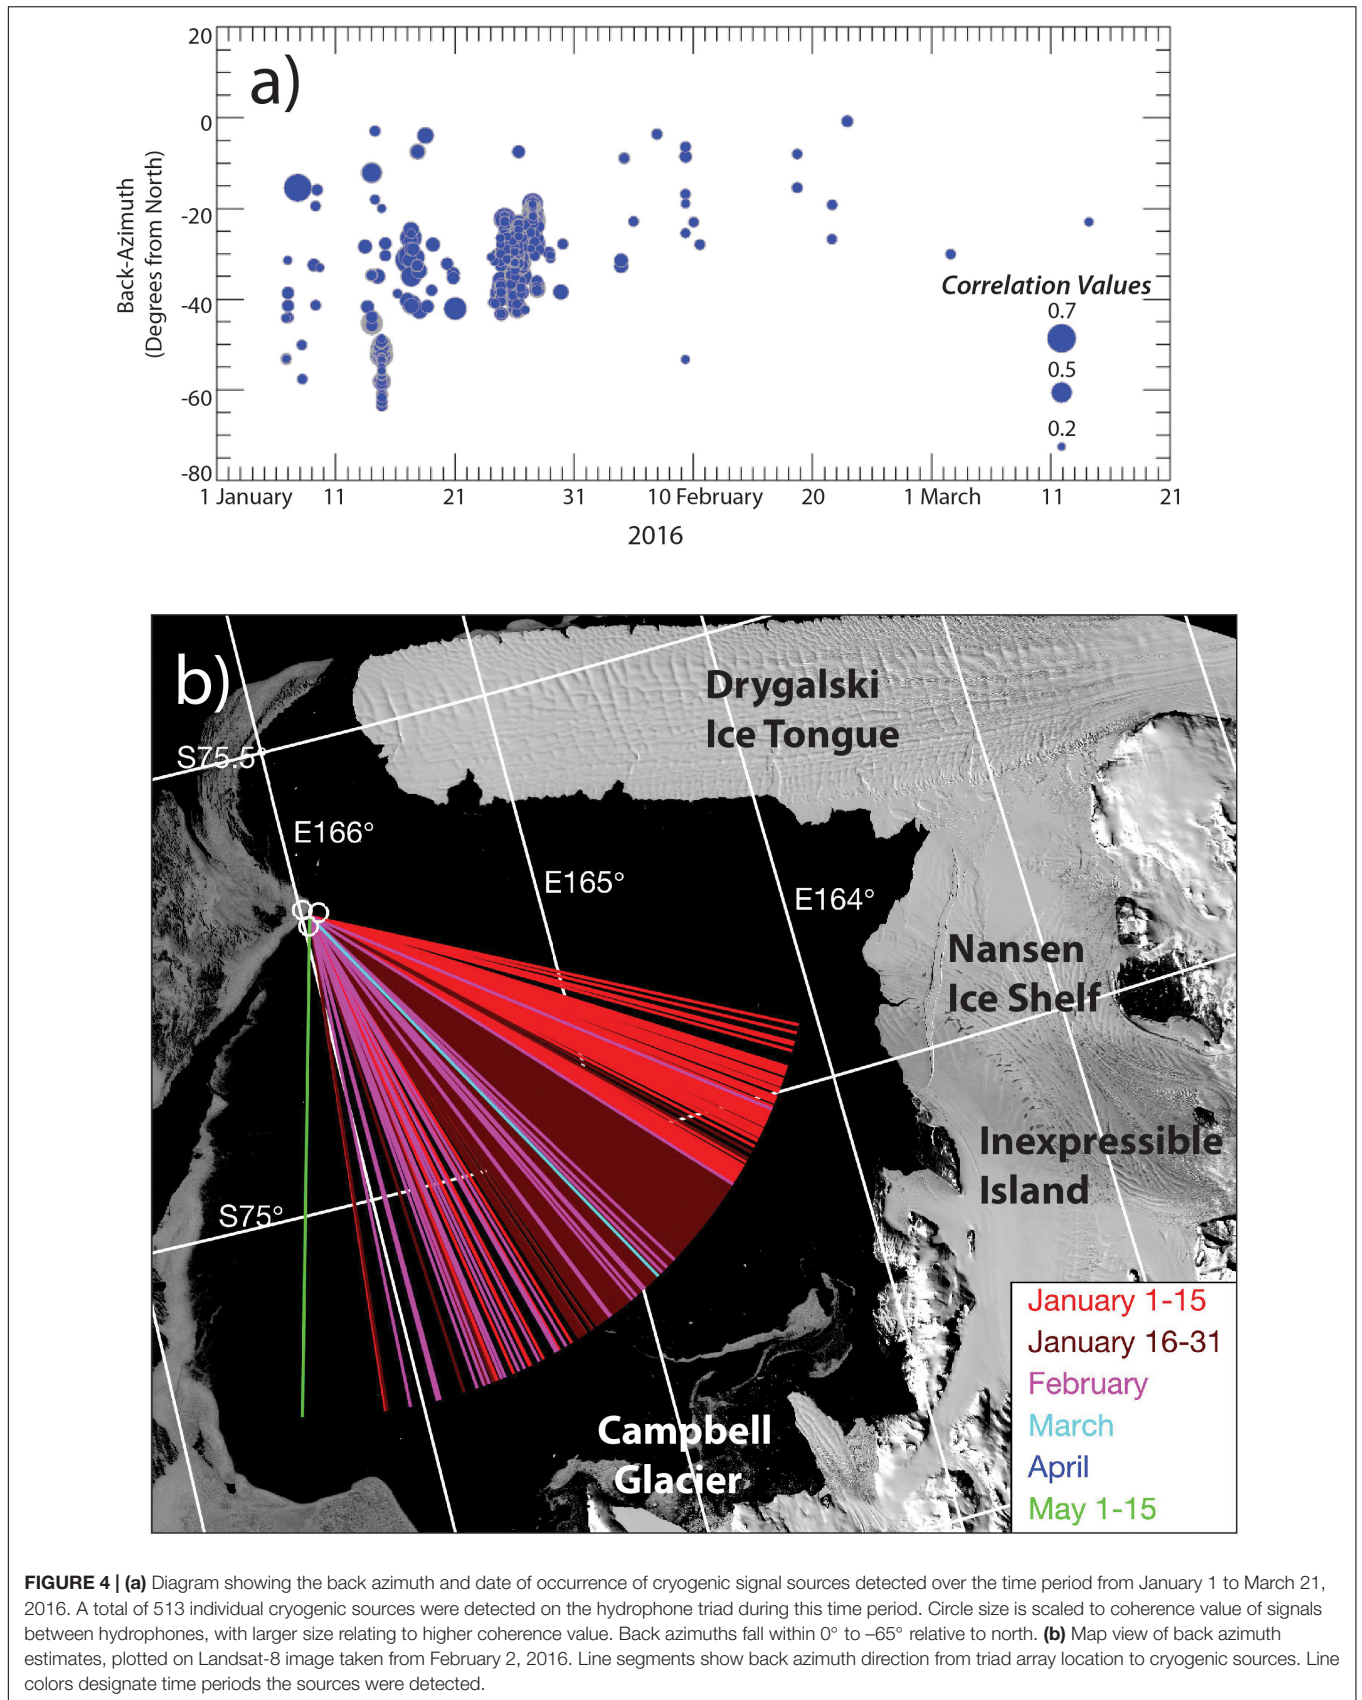 a)
20
0
-20
-40
-60
-80
Back-Azimuth
(Degrees from North)
Correlation Values
0.7
0.5
0.2
1 January 11 21 31 10 February 20 1 March 11 21
2016
b)
Drygalski
Ice Tongue
S75.5°
E166°
E165°
E164°
Nansen
Ice Shelf
Inexpressible
Island
S75°
Campbell
Glacier
January 1-15
January 16-31
February
March
April
May 1-15
FIGURE 4 | (a) Diagram showing the back azimuth and date of occurrence of cryogenic signal sources detected over the time period from January 1 to March 21,
2016. A total of 513 individual cryogenic sources were detected on the hydrophone triad during this time period. Circle size is scaled to coherence value of signals
between hydrophones, with larger size relating to higher coherence value. Back azimuths fall within 0° to –65° relative to north. (b) Map view of back azimuth
estimates, plotted on Landsat-8 image taken from February 2, 2016. Line segments show back azimuth direction from triad array location to cryogenic sources. Line
colors designate time periods the sources were detected.